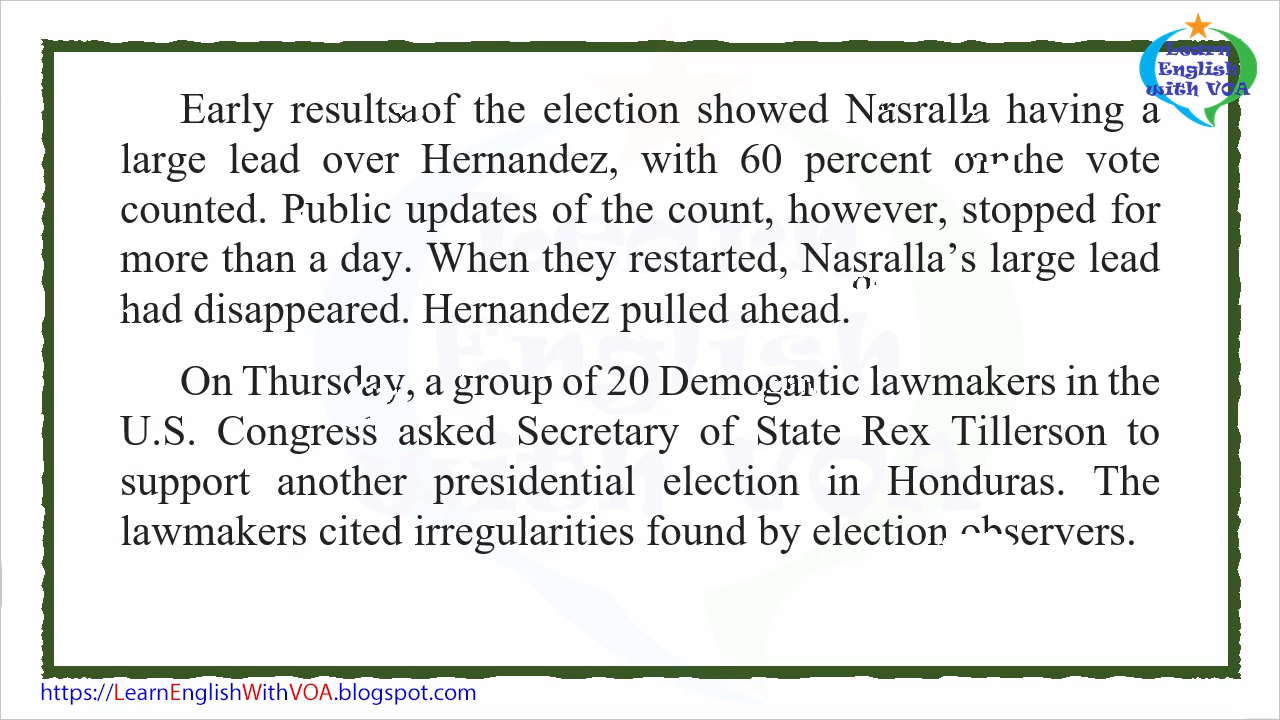 Learn
English
with VOA
Early results of the election showed Nasralla having a
large lead over Hernandez, with 60 percent of the vote
counted. Public updates of the count, however, stopped for
more than a day. When they restarted, Nasralla’s large lead
had disappeared. Hernandez pulled ahead.
On Thursday, a group of 20 Democratic lawmakers in the
U.S. Congress asked Secretary of State Rex Tillerson to
support another presidential election in Honduras. The
lawmakers cited irregularities found by election observers.
https://LearnEnglishWithVOA.blogspot.com